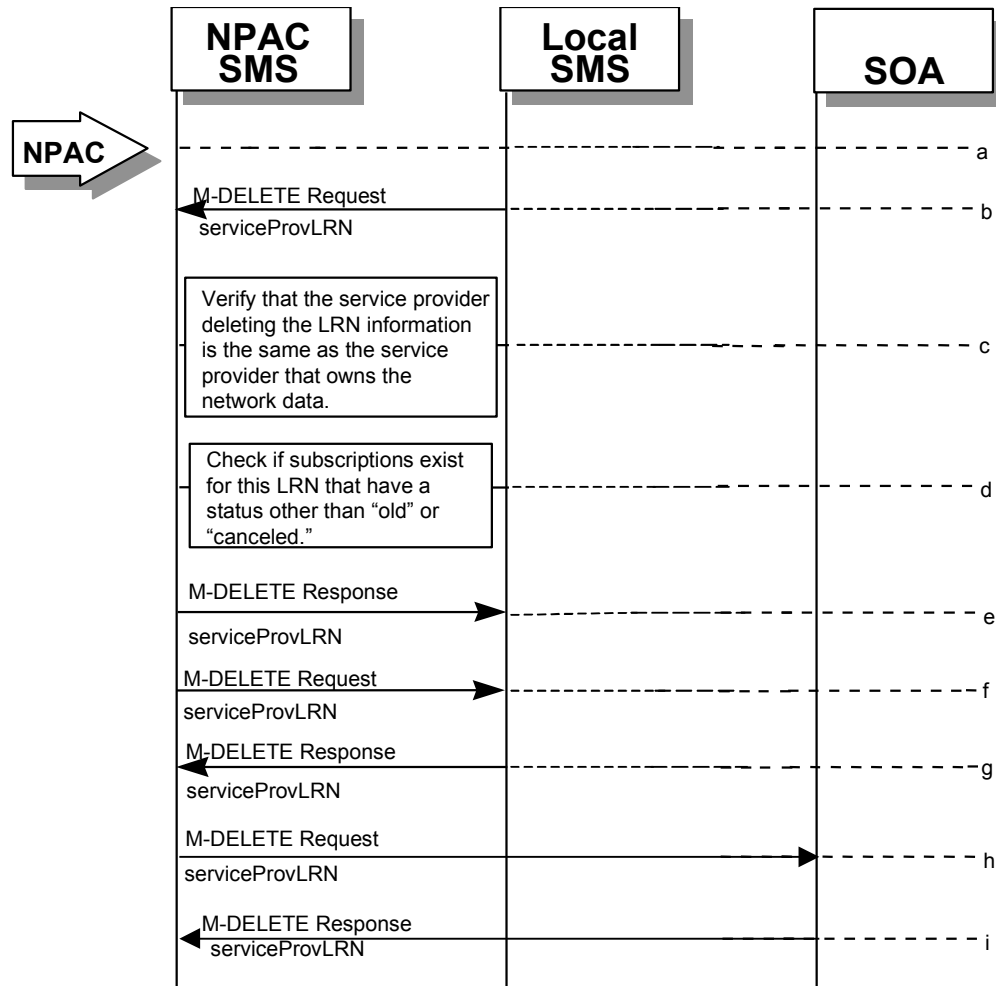 NPAC
SMS
Local
SMS
SOA
NPAC
a
M-DELETE Request
b
serviceProvLRN
Verify that the service provider
deleting the LRN information
is the same as the service
provider that owns the
network data.
c
Check if subscriptions exist
for this LRN that have a
status other than “old” or
“canceled.”
d
M-DELETE Response
e
serviceProvLRN
M-DELETE Request
f
serviceProvLRN
M-DELETE Response
g
serviceProvLRN
M-DELETE Request
h
serviceProvLRN
M-DELETE Response
i
serviceProvLRN